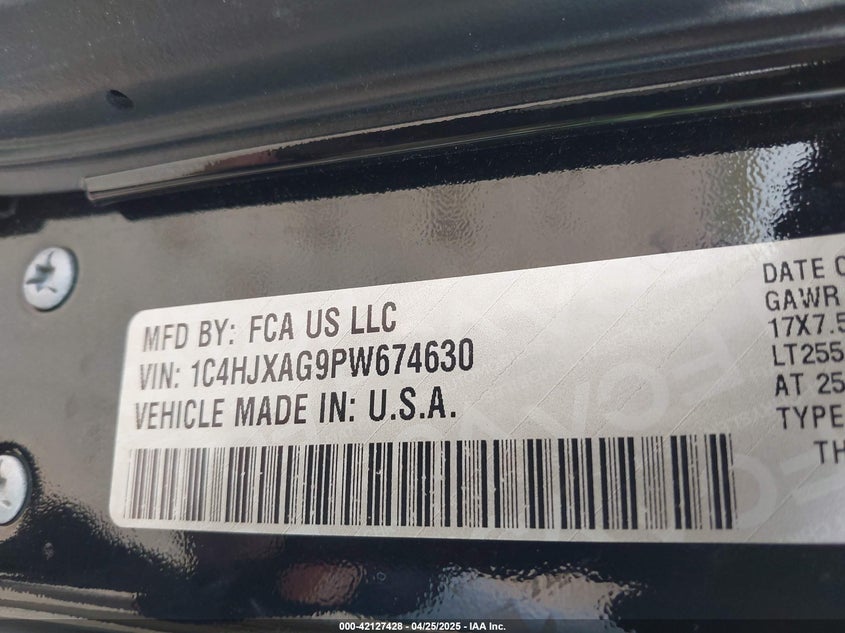 MFD BY: FCA US LLC
VIN: 1C4HJXAG9PW674630
VEHICLE MADE IN: U.S.A.
DATE O
GAWR
17X7.5
LT255
AT 25
TYPE
TH
000-42127428 - 04/25/2025 - IAA Inc.